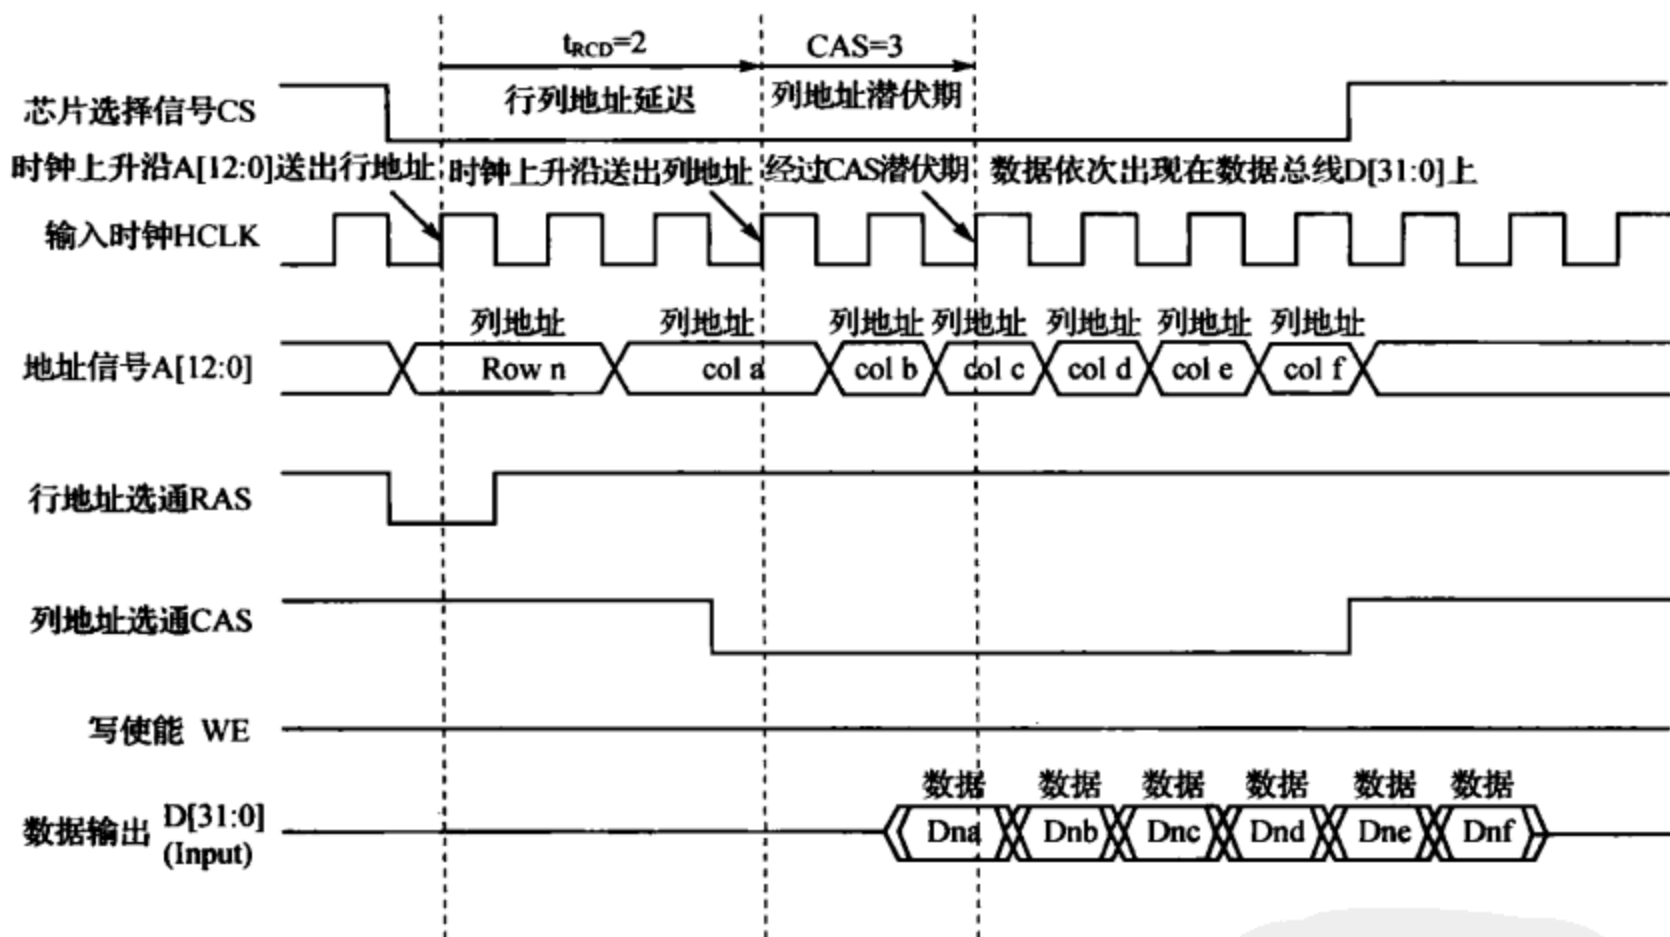 tRCD=2
CAS=3
行列地址延迟
列地址潜伏期
芯片选择信号CS
时钟上升沿A[12:0]送出行地址
时钟上升沿送出列地址
经过CAS潜伏期
数据依次出现在数据总线D[31:0]上
输入时钟HCLK
列地址
列地址
列地址
列地址
列地址
列地址
列地址
地址信号A[12:0]
Row n
col a
col b
col c
col d
col e
col f
行地址选通RAS
列地址选通CAS
写使能 WE
数据
数据
数据
数据
数据
数据
数据输出
D[31:0]
(Input)
Dna
Dnb
Dnc
Dnd
Dne
Dnf